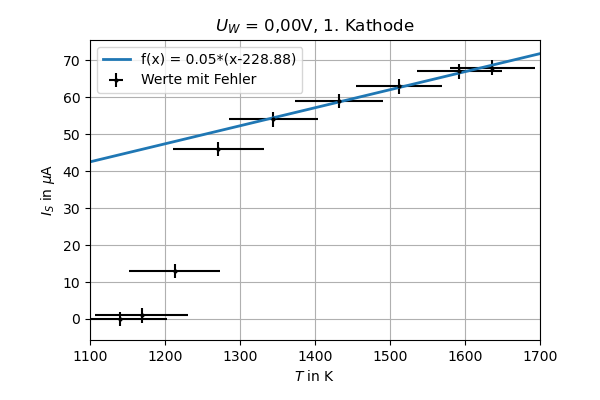 U_W = 0,00V, 1. Kathode
f(x) = 0.05*(x-228.88)
Werte mit Fehler
70
60
50
40
30
20
10
0
I_S in μA
1100 1200 1300 1400 1500 1600 1700
T in K